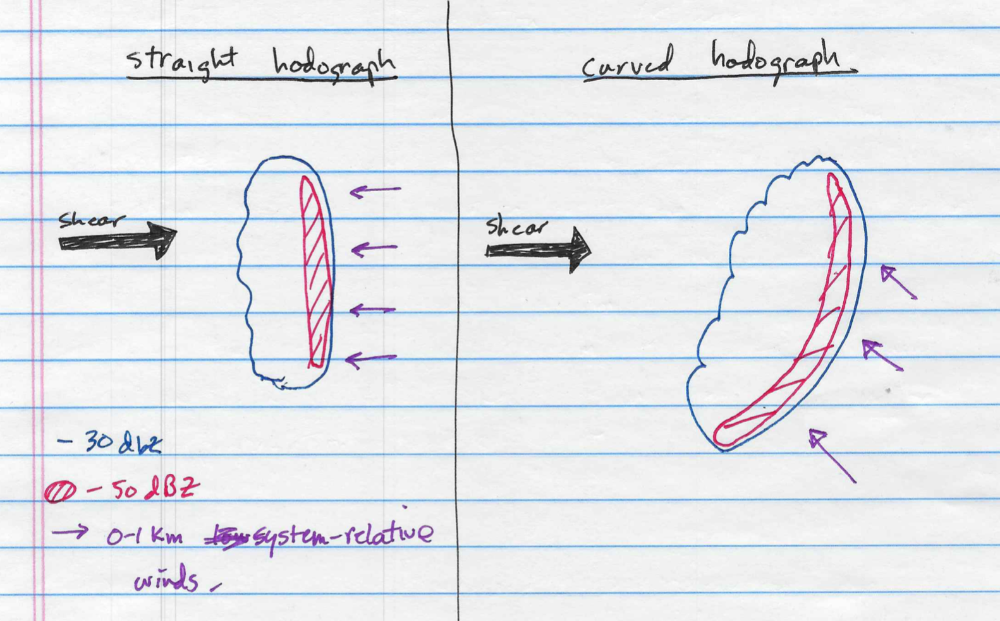 straight hodograph
curved hodograph
shear
shear
- 30 dbz
- 50 dBZ
→ 0-1 km system-relative
winds